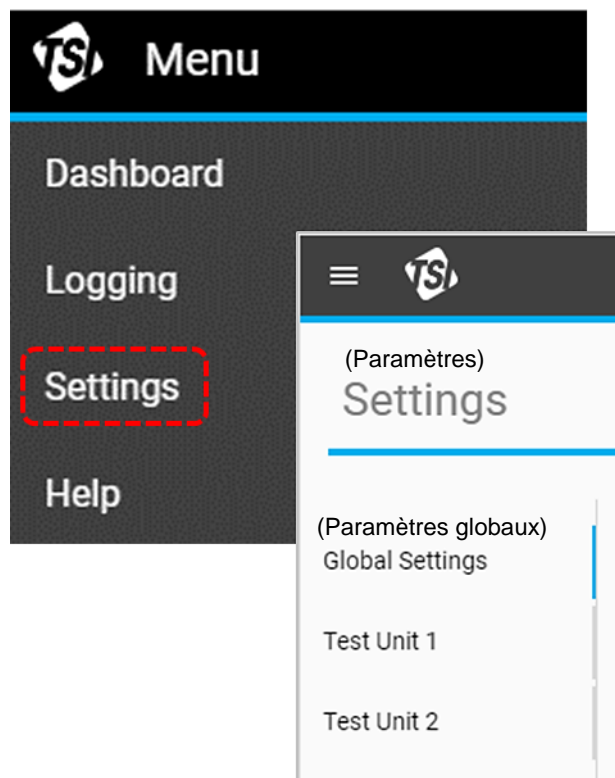 TSI Menu
Dashboard
Logging
Settings
Help
TSI
(Paramètres)
Settings
(Paramètres globaux)
Global Settings
Test Unit 1
Test Unit 2